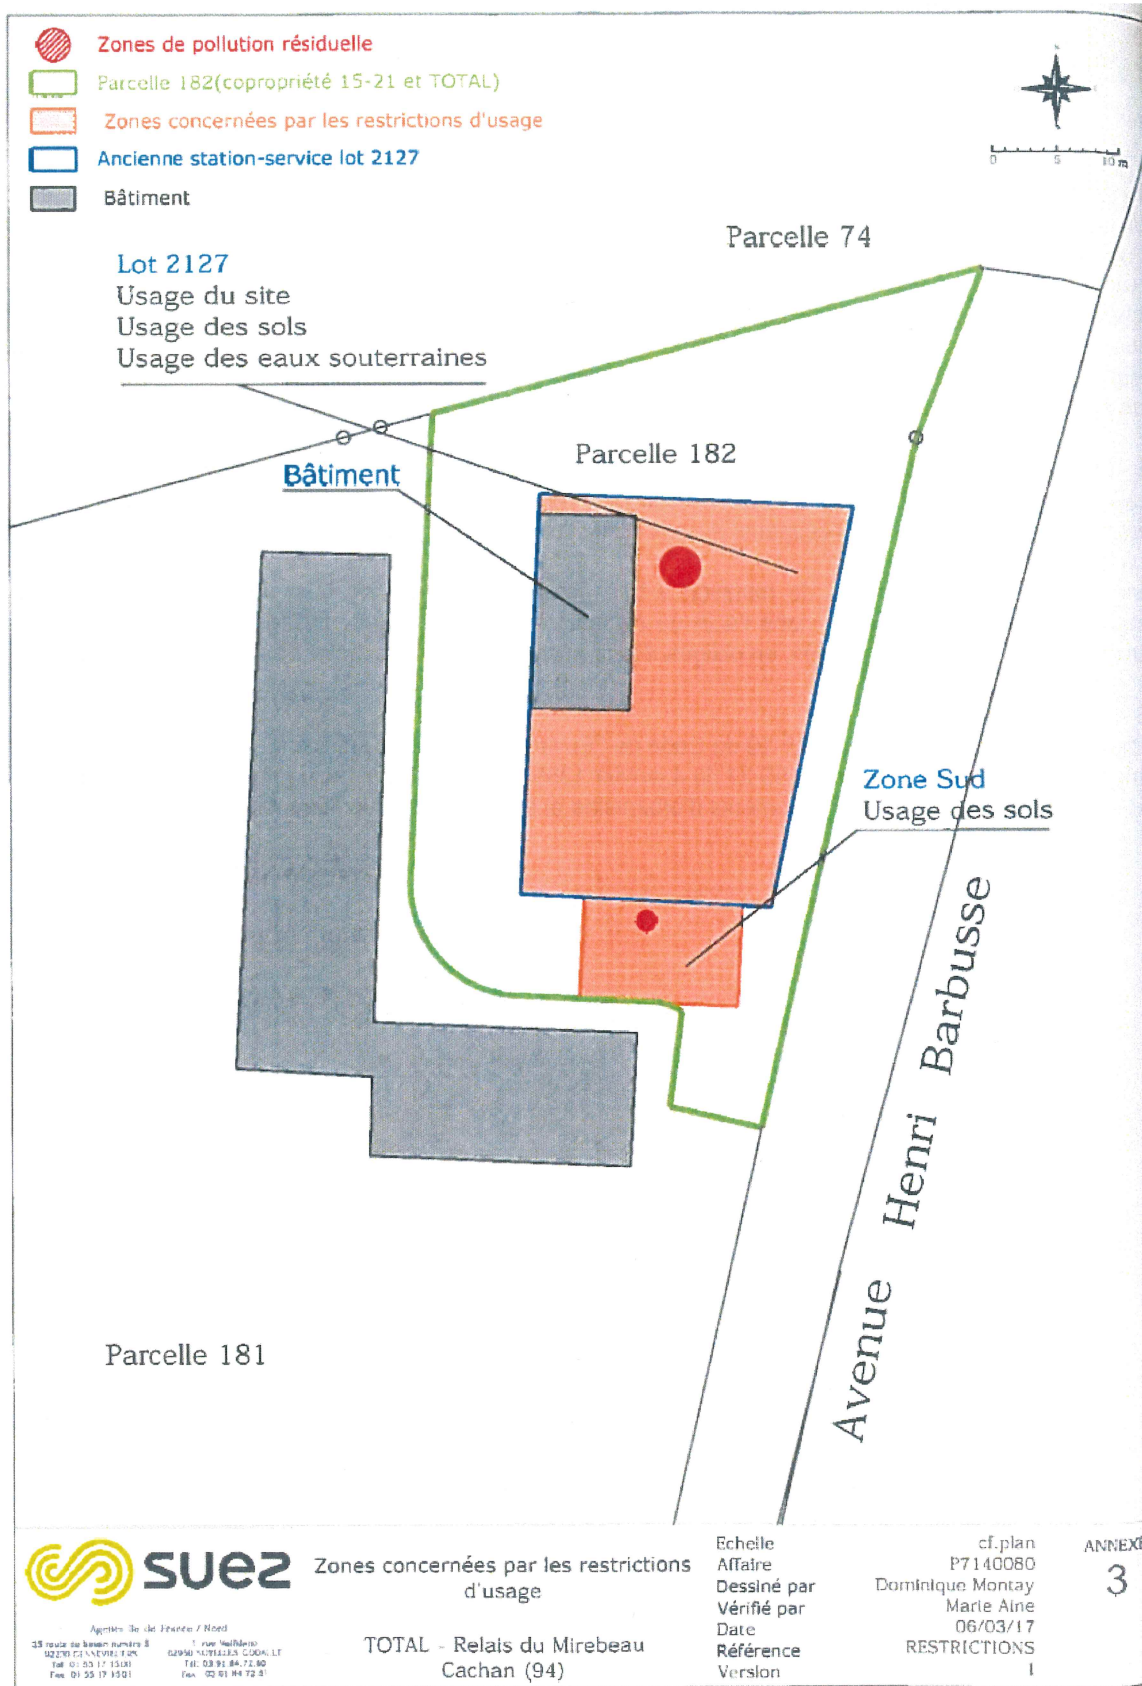 Zones de pollution résiduelle
Parcelle 182(copropriété 15-21 et TOTAL)
Zones concernées par les restrictions d'usage
Ancienne station-service lot 2127
Bâtiment
0 5 10 m
Parcelle 74
Lot 2127
Usage du site
Usage des sols
Usage des eaux souterraines
Parcelle 182
Bâtiment
Zone Sud
Usage des sols
Avenue Henri Barbusse
Parcelle 181
suez
Zones concernées par les restrictions
d'usage
TOTAL - Relais du Mirebeau
Cachan (94)
Echelle cf.plan
Affaire P7140080
Dessiné par Dominique Montay
Vérifié par Marie Aine
Date 06/03/17
Référence RESTRICTIONS
Version 1
ANNEXE
3